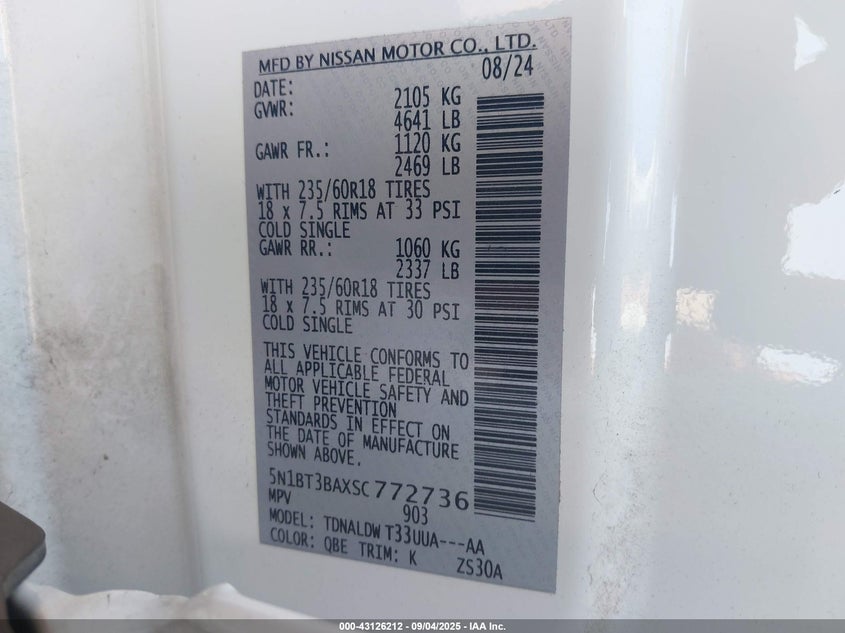 MFD BY NISSAN MOTOR CO., LTD.
DATE: 08/24
GVWR: 2105 KG
4641 LB
GAWR FR.: 1120 KG
2469 LB
WITH 235/60R18 TIRES
18 x 7.5 RIMS AT 33 PSI
COLD SINGLE
GAWR RR.: 1060 KG
2337 LB
WITH 235/60R18 TIRES
18 x 7.5 RIMS AT 30 PSI
COLD SINGLE
THIS VEHICLE CONFORMS TO
ALL APPLICABLE FEDERAL
MOTOR VEHICLE SAFETY AND
THEFT PREVENTION
STANDARDS IN EFFECT ON
THE DATE OF MANUFACTURE
SHOWN ABOVE.
5N1BT3BAXSC772736
MPV 903
MODEL: TDNALDW T33UUA---AA
COLOR: QBE TRIM: K ZS30A
000-43126212 - 09/04/2025 - IAA Inc.